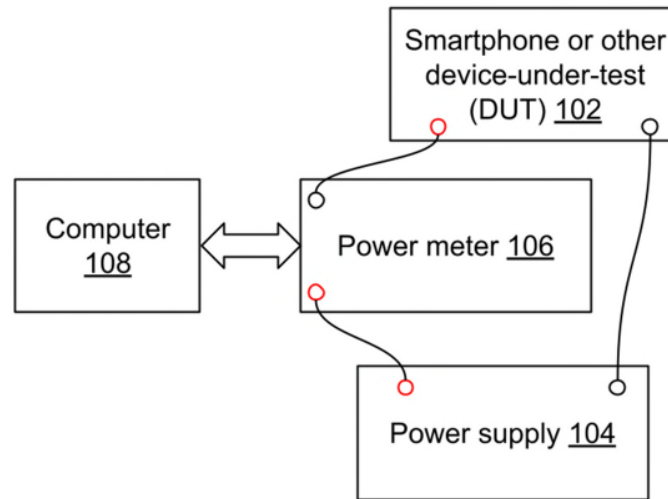 Smartphone or other
device-under-test
(DUT) 102
Computer
108
Power meter 106
Power supply 104